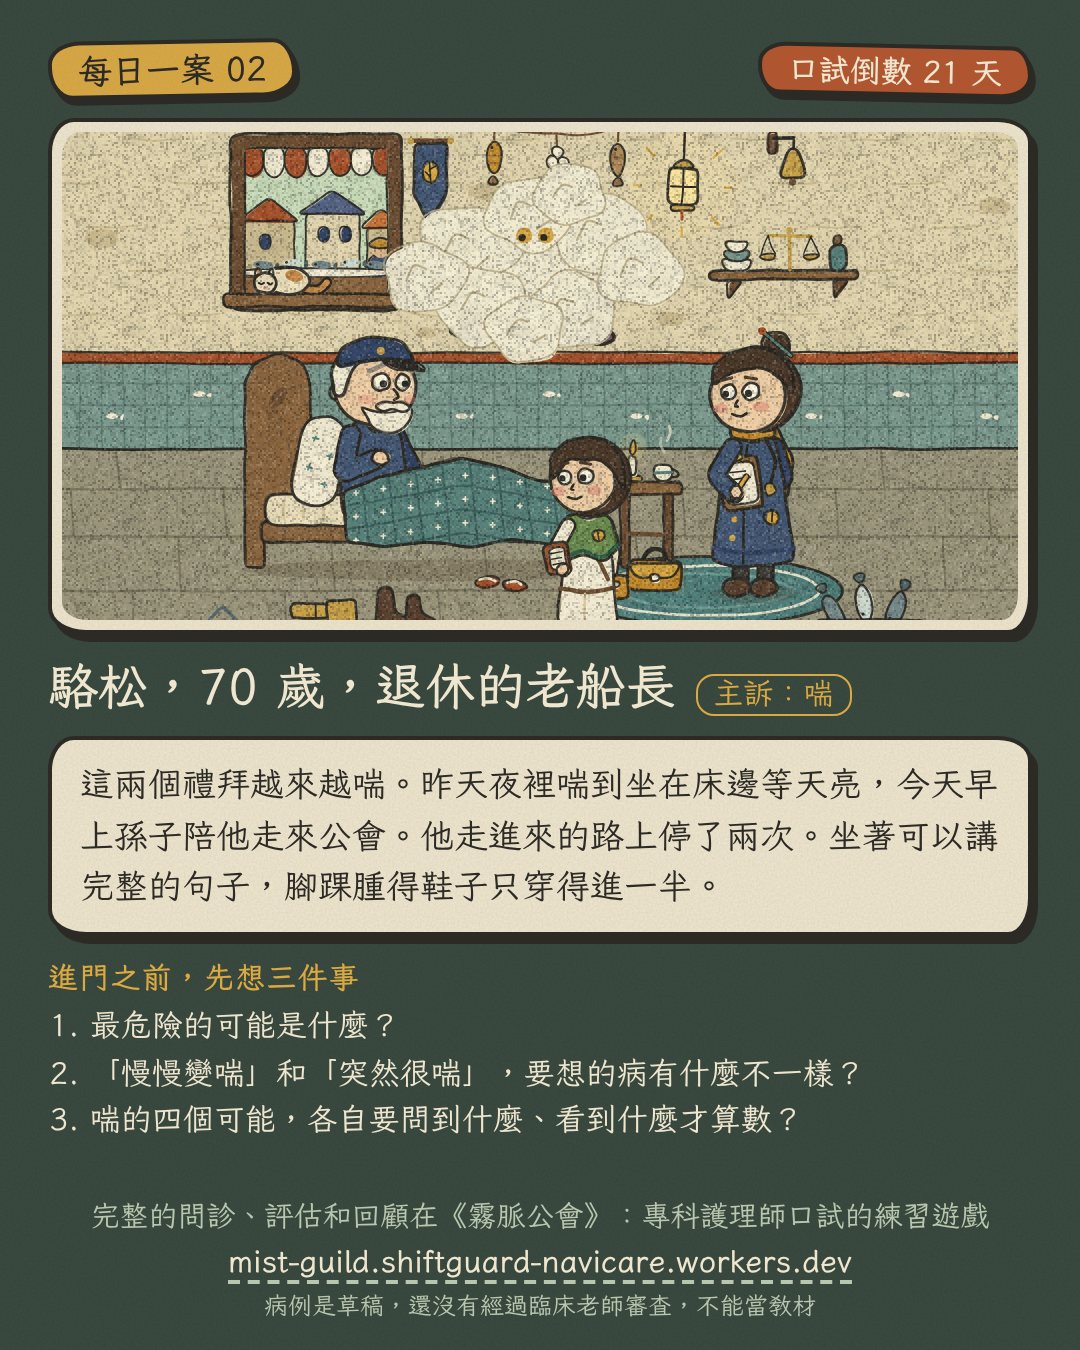 每日一案 02
口試倒數 21 天
駱松，70 歲，退休的老船長
主訴：喘
這兩個禮拜越來越喘。昨天夜裡喘到坐在床邊等天亮，今天早
上孫子陪他走來公會。他走進來的路上停了兩次。坐著可以講
完整的句子，腳踝腫得鞋子只穿得進一半。
進門之前，先想三件事
1. 最危險的可能是什麼？
2. 「慢慢變喘」和「突然很喘」，要想的病有什麼不一樣？
3. 喘的四個可能，各自要問到什麼、看到什麼才算數？
完整的問診、評估和回顧在《霧脈公會》：專科護理師口試的練習遊戲
mist-guild.shiftguard-navicare.workers.dev
病例是草稿，還沒有經過臨床老師審查，不能當教材